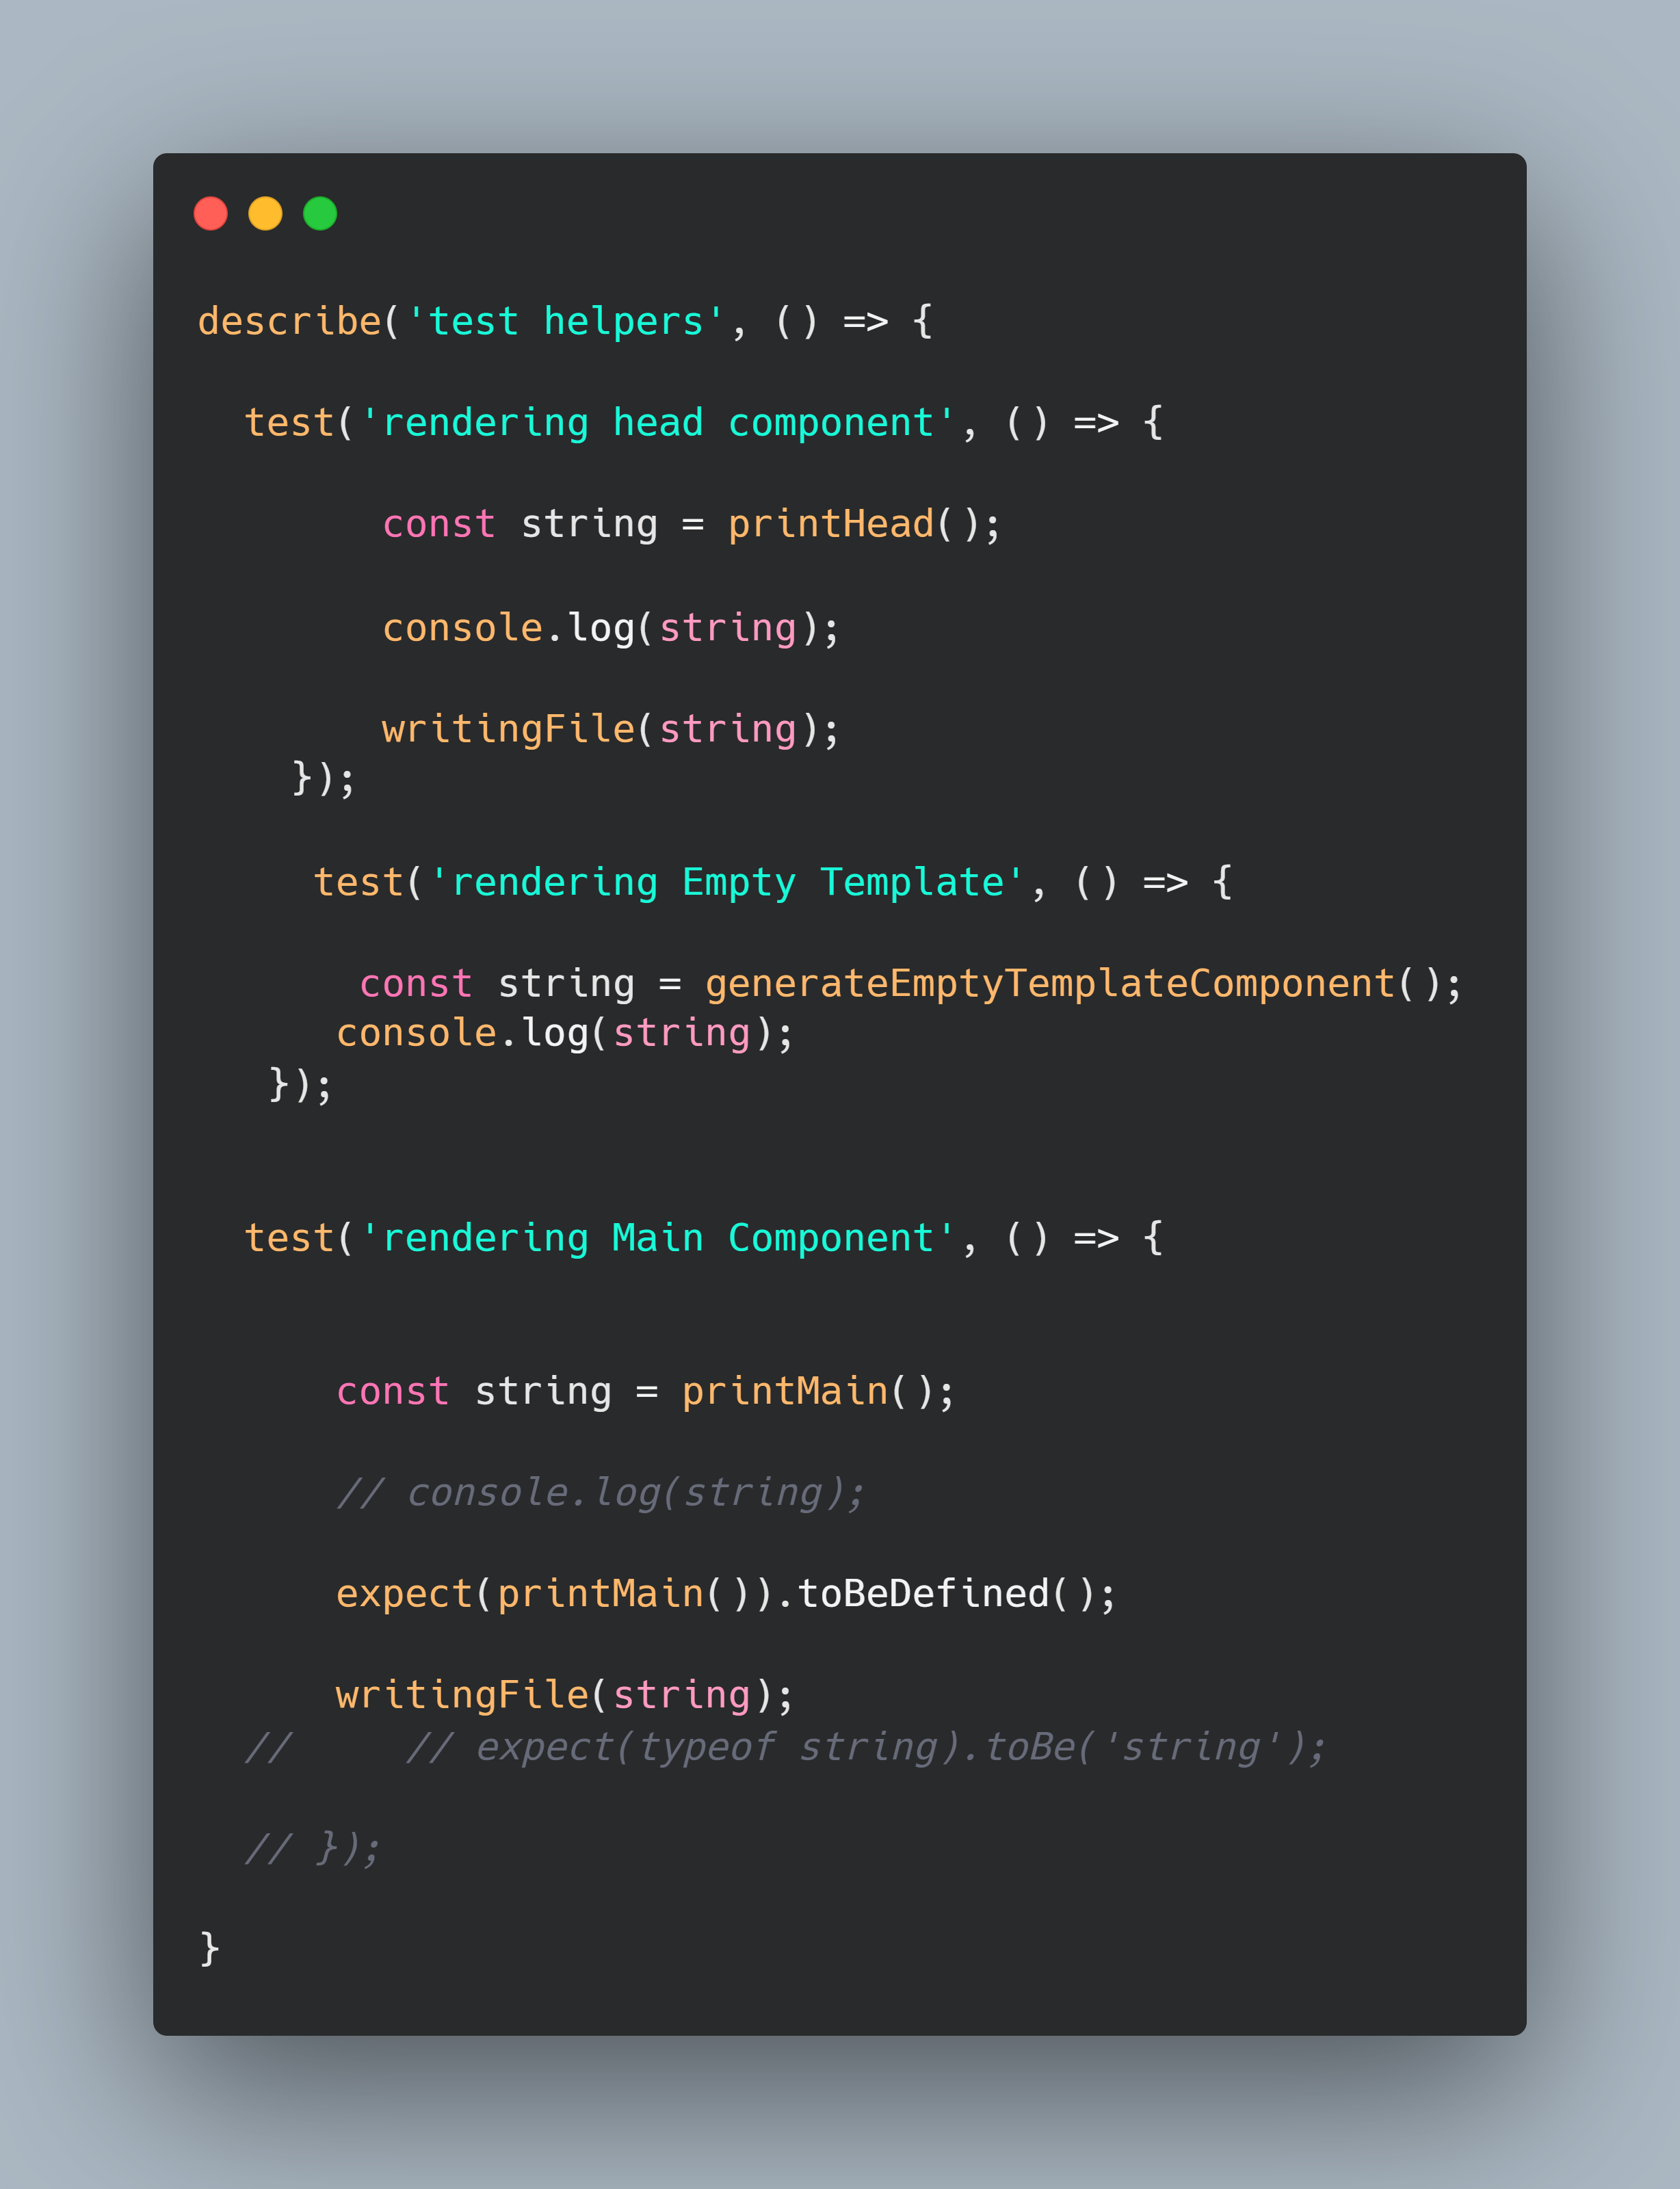 describe('test helpers', () => {
test('rendering head component', () => {
const string = printHead();
console.log(string);
writingFile(string);
});
test('rendering Empty Template', () => {
const string = generateEmptyTemplateComponent();
console.log(string);
});
test('rendering Main Component', () => {
const string = printMain();
// console.log(string);
expect(printMain()).toBeDefined();
writingFile(string);
//     // expect(typeof string).toBe('string');
// });
}